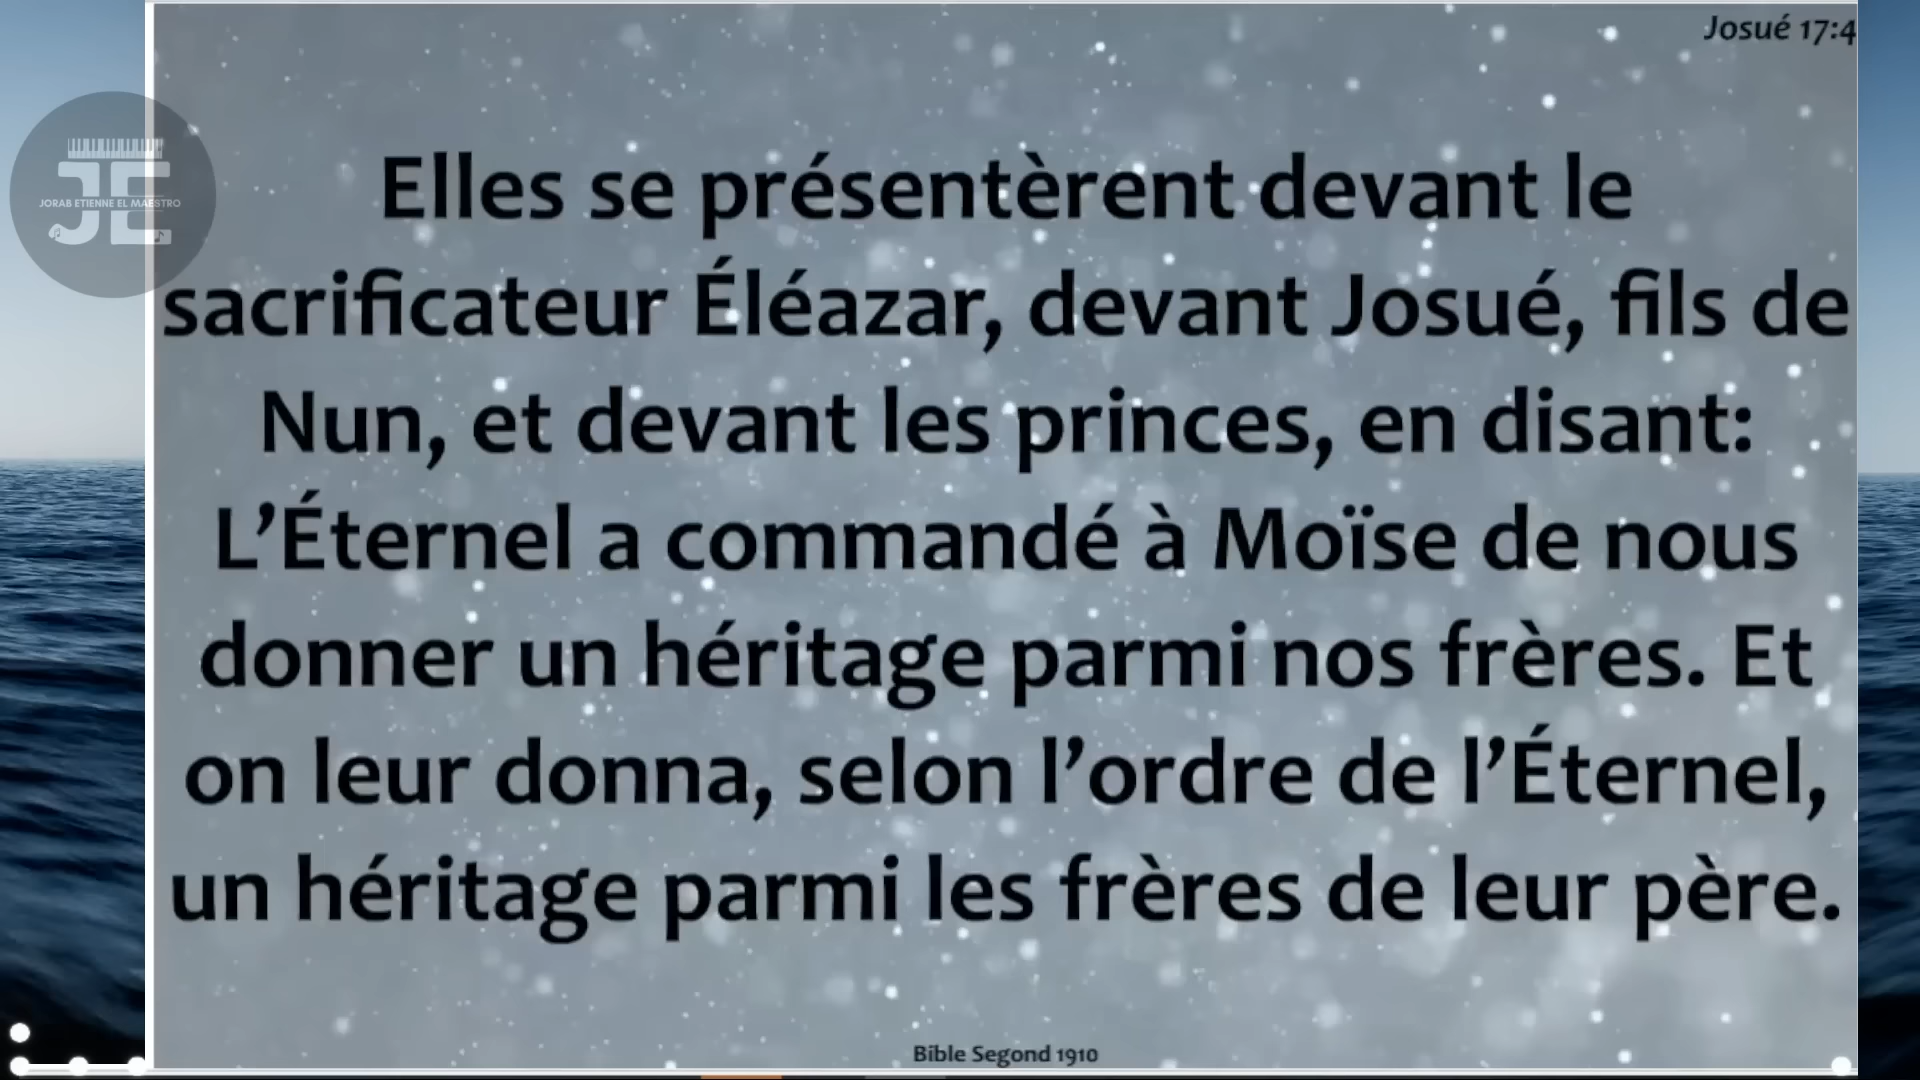 Josué 17:4
JE
JORAB ETIENNE EL MAESTRO
Elles se présentèrent devant le
sacrificateur Éléazar, devant Josué, fils de
Nun, et devant les princes, en disant:
L’Éternel a commandé à Moïse de nous
donner un héritage parmi nos frères. Et
on leur donna, selon l’ordre de l’Éternel,
un héritage parmi les frères de leur père.
Bible Segond 1910